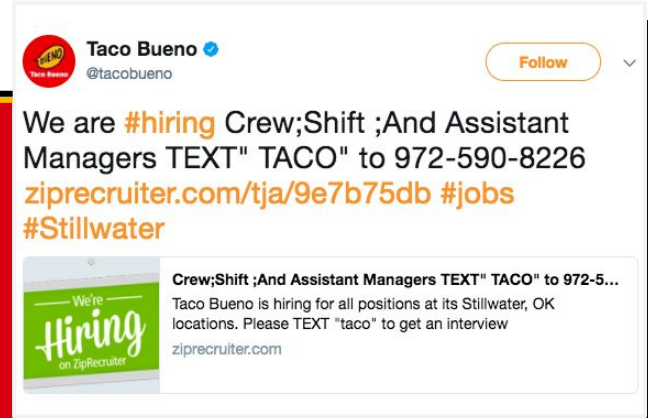 BUENO
Taco Bueno
Taco Bueno
@tacobueno
Follow
We are #hiring Crew;Shift ;And Assistant
Managers TEXT" TACO" to 972-590-8226
ziprecruiter.com/tja/9e7b75db #jobs
#Stillwater
We're
Hiring
on ZipRecruiter
Crew;Shift ;And Assistant Managers TEXT" TACO" to 972-5...
Taco Bueno is hiring for all positions at its Stillwater, OK
locations. Please TEXT "taco" to get an interview
ziprecruiter.com